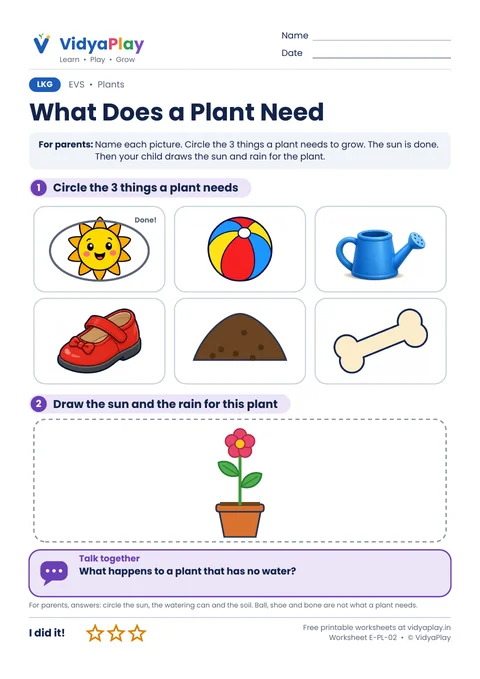 VidyaPlay
Learn • Play • Grow
Name
Date
LKG EVS • Plants
What Does a Plant Need
For parents: Name each picture. Circle the 3 things a plant needs to grow. The sun is done.
Then your child draws the sun and rain for the plant.
1 Circle the 3 things a plant needs
Done!
2 Draw the sun and the rain for this plant
Talk together
What happens to a plant that has no water?
For parents, answers: circle the sun, the watering can and the soil. Ball, shoe and bone are not what a plant needs.
I did it!
Free printable worksheets at vidyaplay.in
Worksheet E-PL-02 • © VidyaPlay